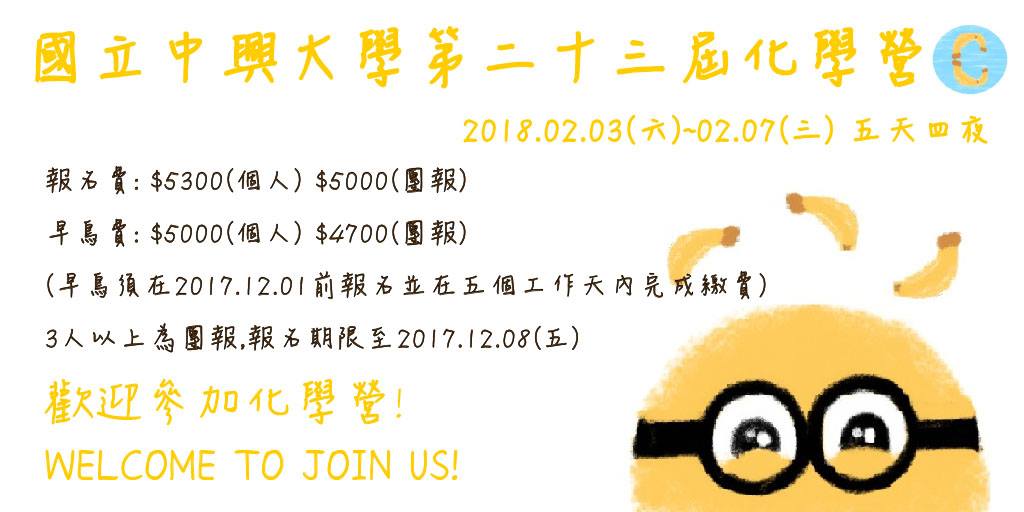 國立中興大學第二十三屆化學營
2018.02.03(六)~02.07(三) 五天四夜
報名費: $5300(個人) $5000(團報)
早鳥費: $5000(個人) $4700(團報)
(早鳥須在2017.12.01前報名並在五個工作天內完成繳費)
3人以上為團報,報名期限至2017.12.08(五)
歡迎參加化學營!
WELCOME TO JOIN US!